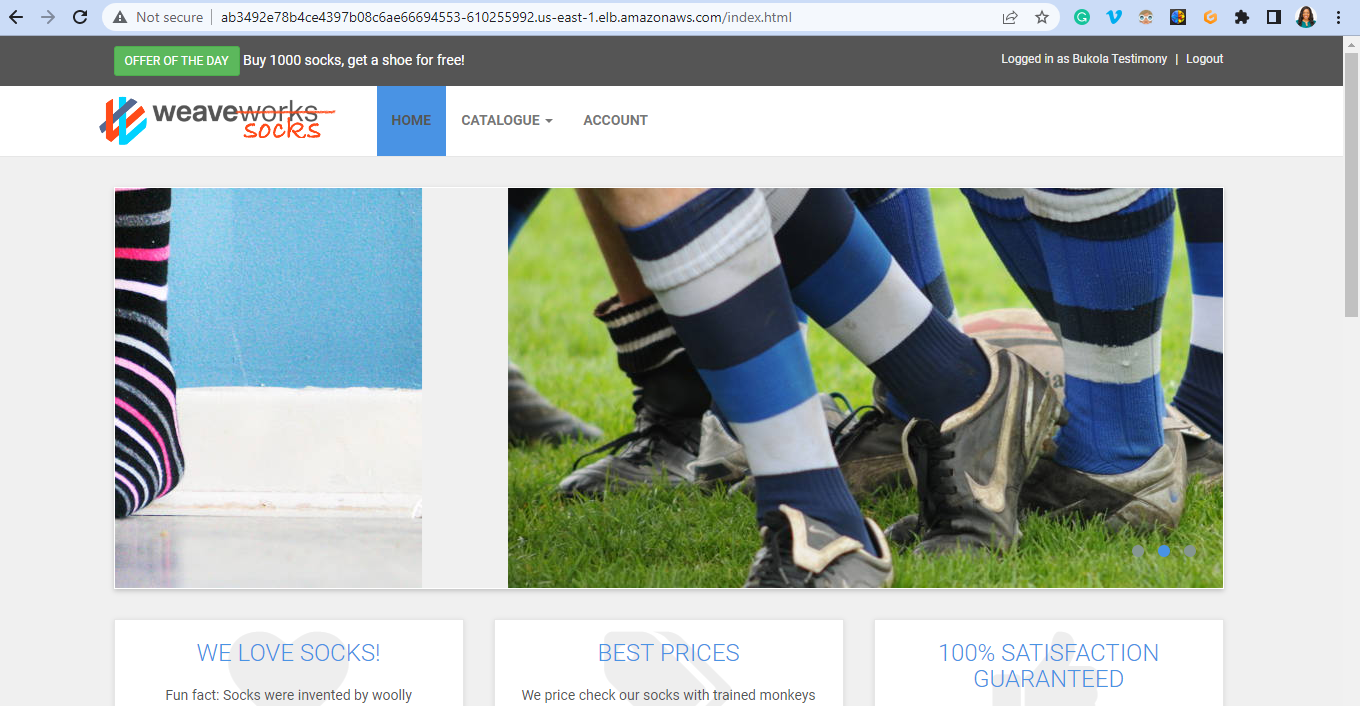 Not secure | ab3492e78b4ce4397b08c6ae66694553-610255992.us-east-1.elb.amazonaws.com/index.html
OFFER OF THE DAY Buy 1000 socks, get a shoe for free!
Logged in as Bukola Testimony | Logout
weaveworks
socks
HOME CATALOGUE ACCOUNT
WE LOVE SOCKS!
Fun fact: Socks were invented by woolly
BEST PRICES
We price check our socks with trained monkeys
100% SATISFACTION
GUARANTEED